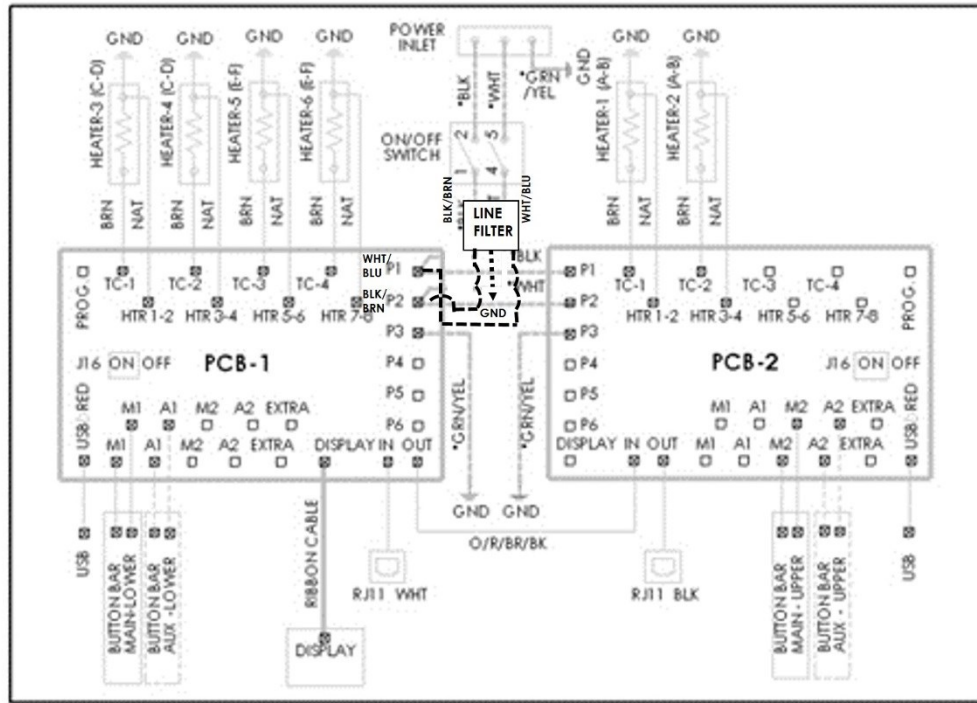 GND GND GND GND
POWER INLET
GND GND
GND
HEATER-3 (C-D)
HEATER-4 (C-D)
HEATER-5 (E-F)
HEATER-6 (E-F)
*BLK
*WHT
*GRN /YEL
HEATER-1 (A-B)
HEATER-2 (A-B)
ON/OFF SWITCH
2 5
1 4
BRN NAT BRN NAT BRN NAT BRN NAT
BLK/BRN
WHT/BLU
LINE
FILTER
BRN NAT BRN NAT
WHT/
BLU
BLK/
BRN
BLK
*WHT
GND
PROG.
TC-1 TC-2 TC-3 TC-4
HTR 1-2 HTR 3-4 HTR 5-6 HTR 7-8
P1
P2
P3
P4
P5
P6
J16 ON OFF
PCB-1
USB RED
M1 A1 M2 A2 EXTRA
M1 A1 M2 A2 EXTRA DISPLAY IN OUT
*GRN/YEL
*GRN/YEL
P1
P2
P3
P4
P5
P6
TC-1 TC-2 TC-3 TC-4
HTR 1-2 HTR 3-4 HTR 5-6 HTR 7-8
PROG.
PCB-2
J16 ON OFF
USB RED
M1 A1 M2 A2 EXTRA
DISPLAY IN OUT M1 A1 M2 A2 EXTRA
GND GND
O/R/BR/BK
USB
BUTTON BAR
MAIN-LOWER
BUTTON BAR
AUX -LOWER
RIBBON CABLE
DISPLAY
RJ11 WHT
RJ11 BLK
BUTTON BAR
MAIN - UPPER
BUTTON BAR
AUX - UPPER
USB